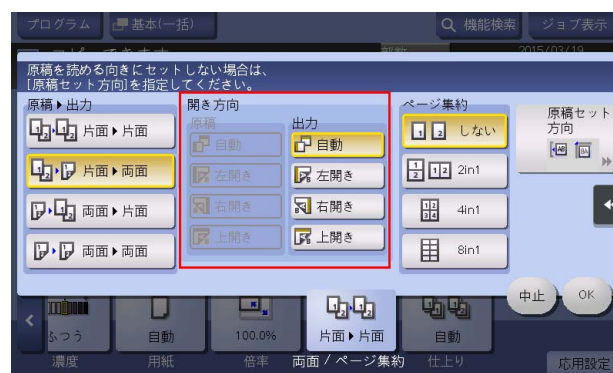 プログラム
基本(一括)
機能検索
ジョブ表示
2015/03/19
原稿を読める向きにセットしない場合は、
[原稿セット方向]を指定してください。
原稿▶出力
片面▶片面
片面▶両面
両面▶片面
両面▶両面
開き方向
原稿
自動
左開き
右開き
上開き
出力
自動
左開き
右開き
上開き
ページ集約
しない
2in1
4in1
8in1
原稿セット
方向
中止
OK
ふつう
自動
100.0%
片面▶片面
自動
濃度
用紙
倍率
両面 / ページ集約
仕上り
応用設定